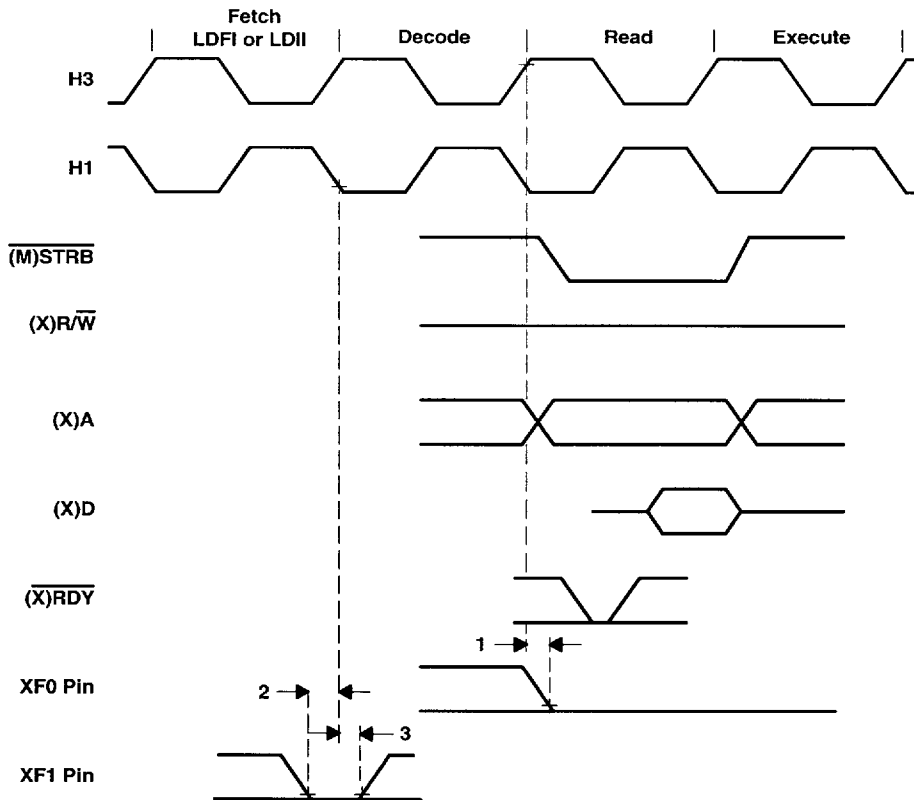 Fetch
LDFI or LDII
Decode
Read
Execute
H3
H1
(M)STRB
(X)R/W
(X)A
(X)D
(X)RDY
1
XF0 Pin
2
3
XF1 Pin